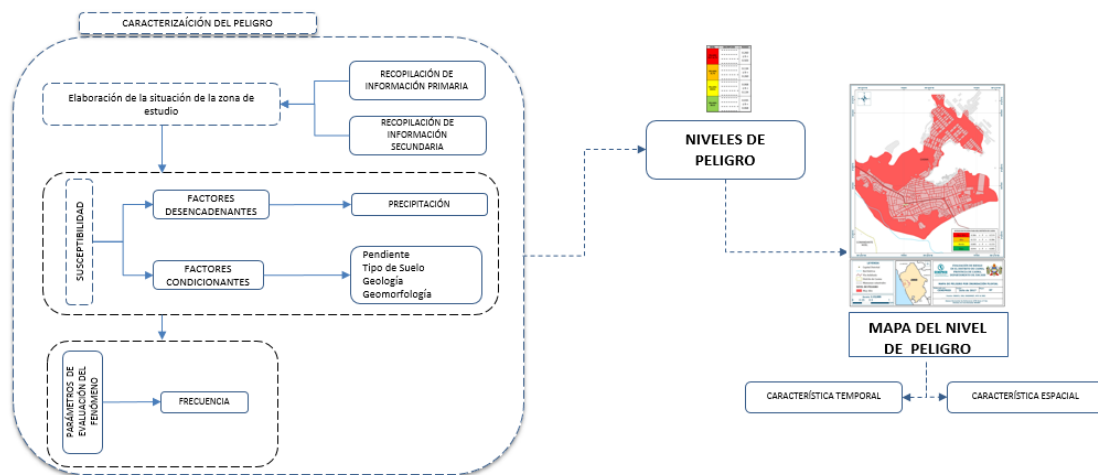 CARACTERIZAÍCIÓN DEL PELIGRO
RECOPILACIÓN DE
INFORMACIÓN PRIMARIA
Elaboración de la situación de la zona de
estudio
RECOPILACIÓN DE
INFORMACIÓN
SECUNDARIA
SUSCEPTIBILIDAD
FACTORES
DESENCADENANTES
PRECIPITACIÓN
FACTORES
CONDICIONANTES
Pendiente
Tipo de Suelo
Geología
Geomorfología
PARÁMETROS DE
EVALUACIÓN DEL
FENÓMENO
FRECUENCIA
NIVELES DE
PELIGRO
MAPA DEL NIVEL
DE PELIGRO
CARACTERÍSTICA TEMPORAL
CARACTERÍSTICA ESPACIAL